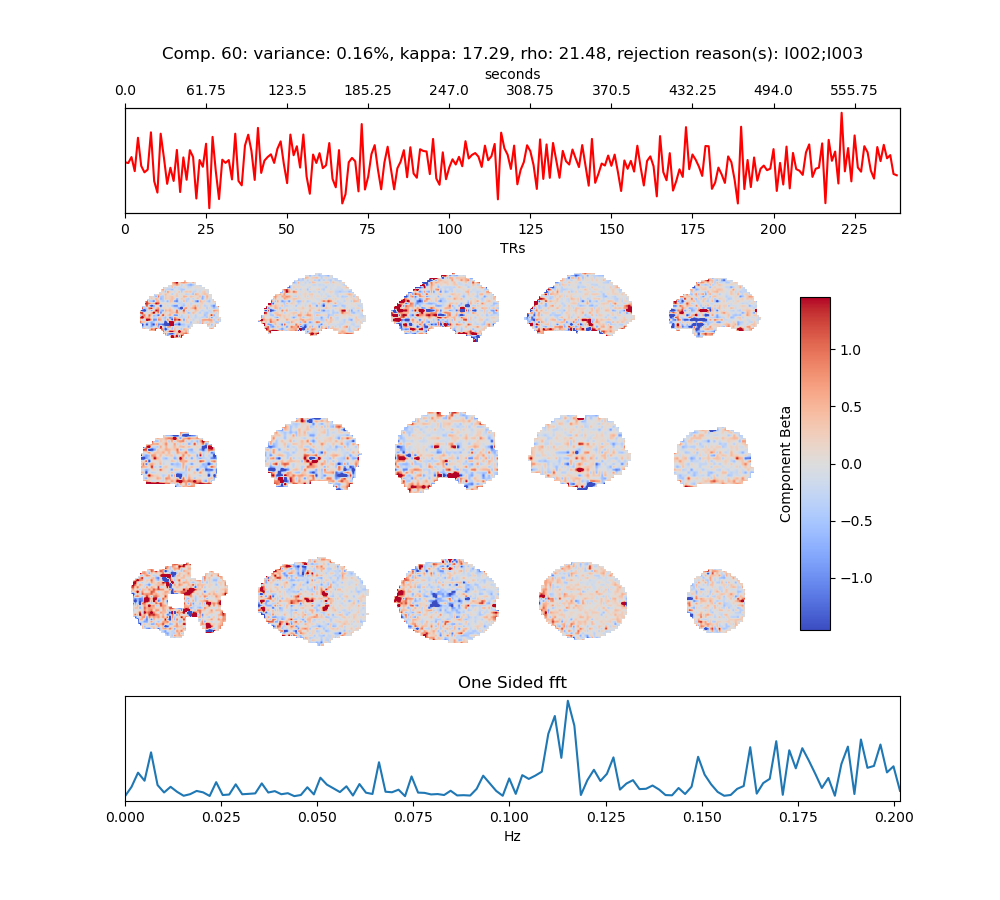 Comp. 60: variance: 0.16%, kappa: 17.29, rho: 21.48, rejection reason(s): I002;I003
seconds
0.0 61.75 123.5 185.25 247.0 308.75 370.5 432.25 494.0 555.75
0 25 50 75 100 125 150 175 200 225
TRs
1.0
0.5
0.0
−0.5
−1.0
Component Beta
One Sided fft
0.000 0.025 0.050 0.075 0.100 0.125 0.150 0.175 0.200
Hz